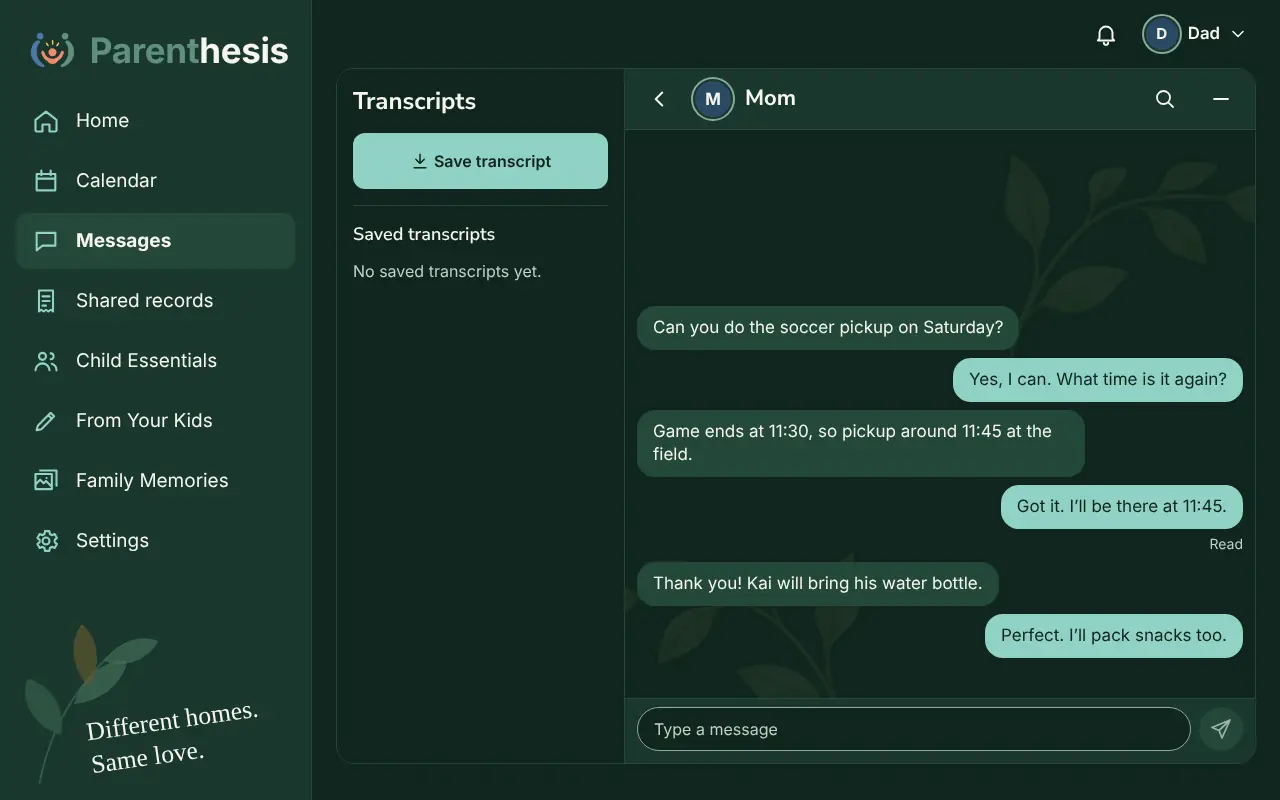 Parenthesis
Home
Calendar
Messages
Shared records
Child Essentials
From Your Kids
Family Memories
Settings
Different homes.
Same love.
D
Dad
Transcripts
Save transcript
Saved transcripts
No saved transcripts yet.
M
Mom
Can you do the soccer pickup on Saturday?
Yes, I can. What time is it again?
Game ends at 11:30, so pickup around 11:45 at the
field.
Got it. I’ll be there at 11:45.
Read
Thank you! Kai will bring his water bottle.
Perfect. I’ll pack snacks too.
Type a message